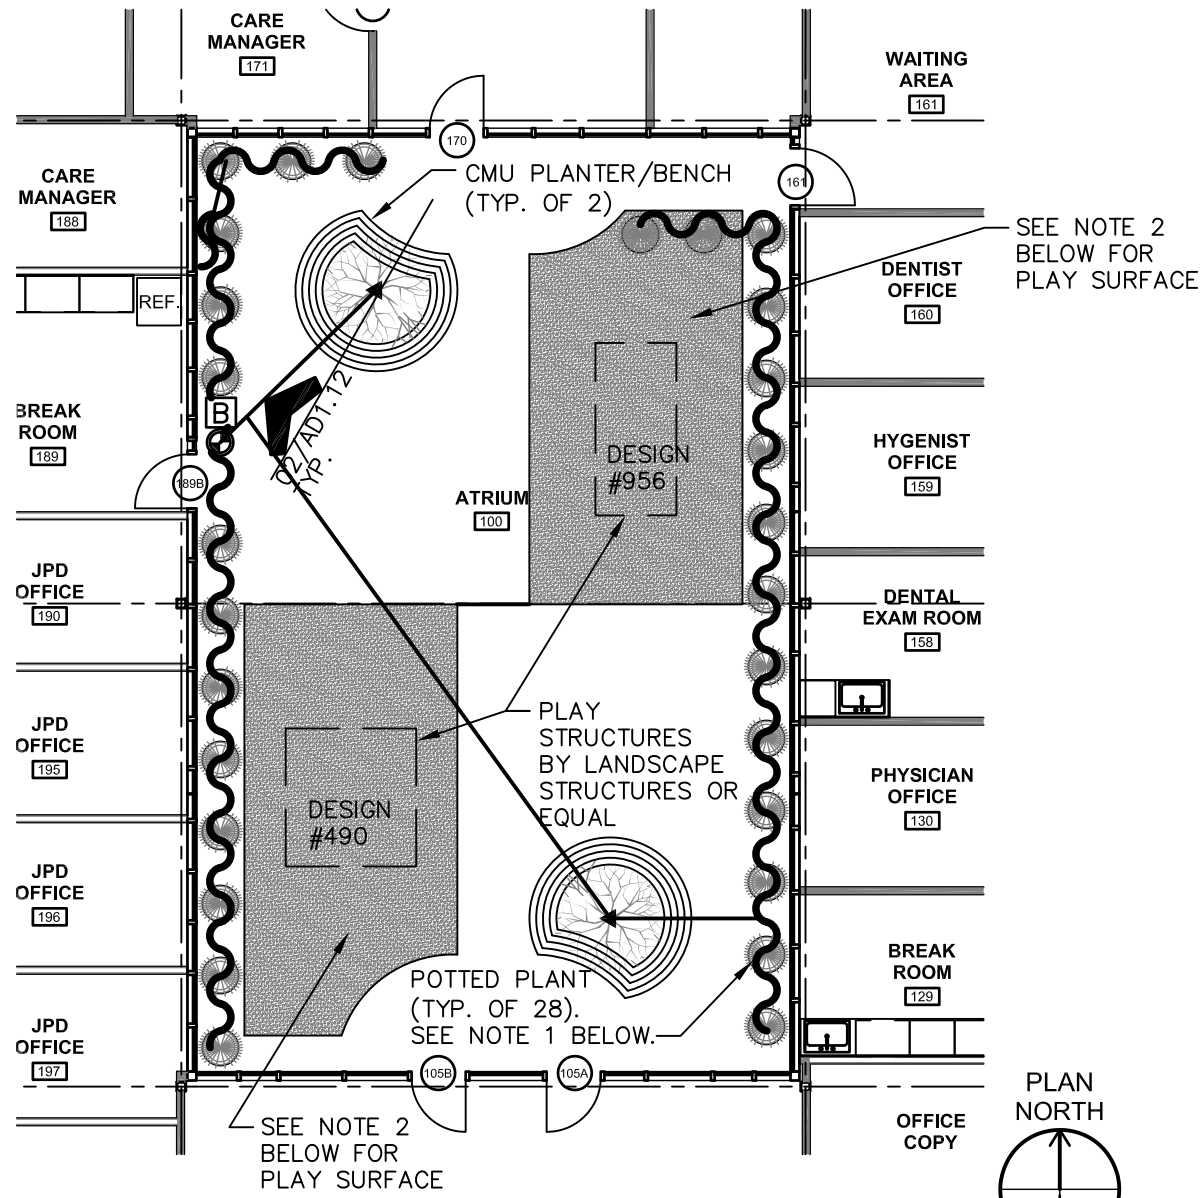 CARE
MANAGER
171
WAITING
AREA
161
170
CMU PLANTER/BENCH
(TYP. OF 2)
161
CARE
MANAGER
188
SEE NOTE 2
BELOW FOR
PLAY SURFACE
DENTIST
OFFICE
160
REF.
C2/AD1.12
TYP.
B
BREAK
ROOM
189
189B
HYGENIST
OFFICE
159
DESIGN
#956
ATRIUM
100
JPD
OFFICE
190
DENTAL
EXAM ROOM
158
PLAY
STRUCTURES
BY LANDSCAPE
STRUCTURES OR
EQUAL
JPD
OFFICE
195
PHYSICIAN
OFFICE
130
DESIGN
#490
JPD
OFFICE
196
BREAK
ROOM
129
POTTED PLANT
(TYP. OF 28).
SEE NOTE 1 BELOW.
JPD
OFFICE
197
105B
105A
SEE NOTE 2
BELOW FOR
PLAY SURFACE
OFFICE
COPY
PLAN
NORTH